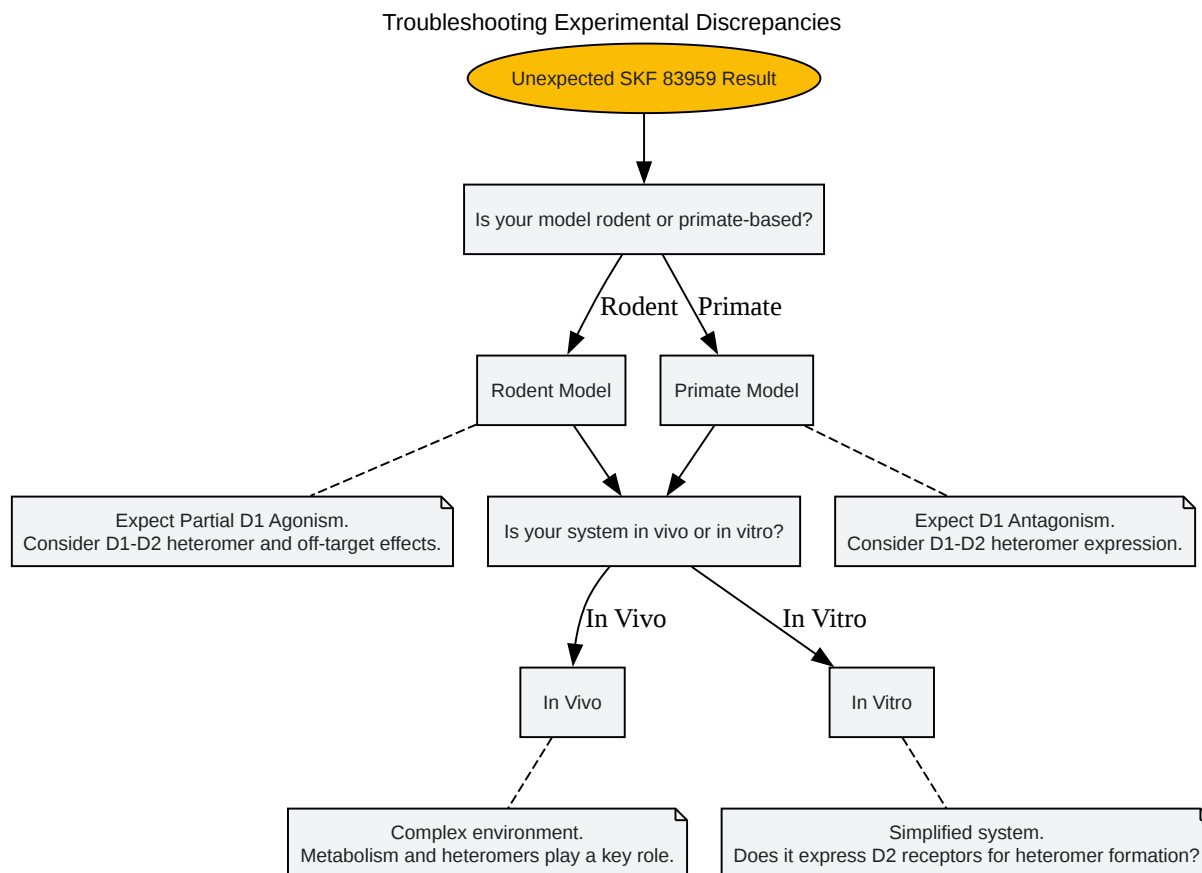 Troubleshooting Experimental Discrepancies
Unexpected SKF 83959 Result
Is your model rodent or primate-based?
Rodent
Primate
Rodent Model
Primate Model
Expect Partial D1 Agonism.
Consider D1-D2 heteromer and off-target effects.
Is your system in vivo or in vitro?
Expect D1 Antagonism.
Consider D1-D2 heteromer expression.
In Vivo
In Vitro
In Vivo
In Vitro
Complex environment.
Metabolism and heteromers play a key role.
Simplified system.
Does it express D2 receptors for heteromer formation?